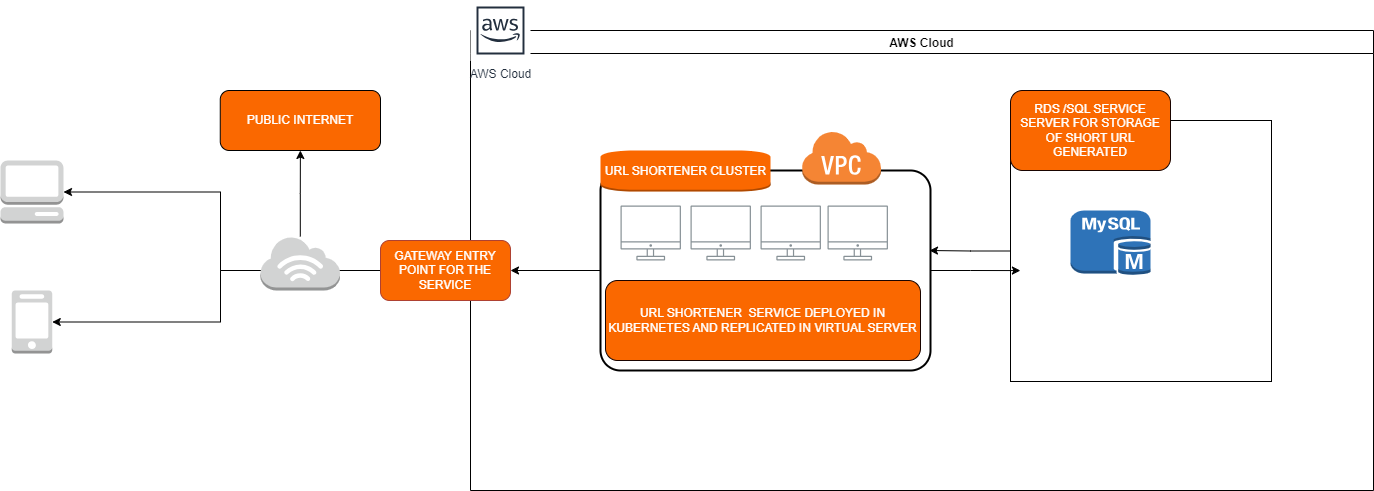 aws
AWS Cloud
AWS Cloud
PUBLIC INTERNET
GATEWAY ENTRY
POINT FOR THE
SERVICE
URL SHORTENER CLUSTER
VPC
URL SHORTENER SERVICE DEPLOYED IN
KUBERNETES AND REPLICATED IN VIRTUAL SERVER
RDS /SQL SERVICE
SERVER FOR STORAGE
OF SHORT URL
GENERATED
MySQL
M